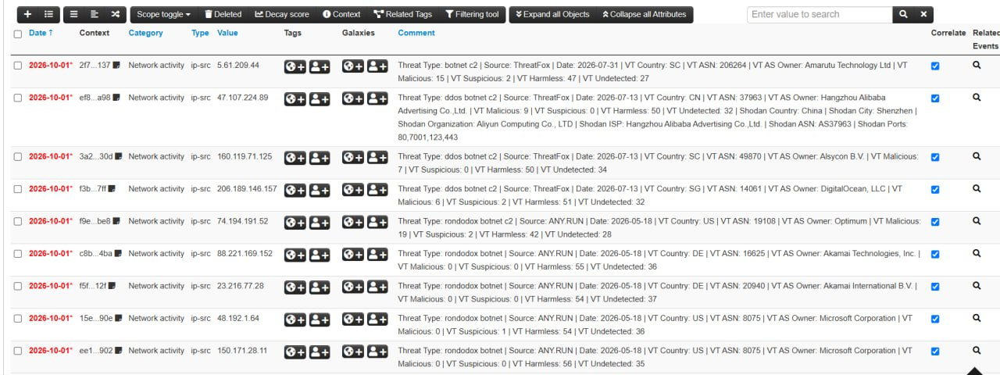 Scope toggle Deleted Decay score Context Related Tags Filtering tool Expand all Objects Collapse all Attributes Enter value to search
Date Context Category Type Value Tags Galaxies Comment Correlate Related
Events
2026-10-01* 2f7...137 Network activity ip-src 5.61.209.44 Threat Type: botnet c2 | Source: ThreatFox | Date: 2026-07-31 | VT Country: SC | VT ASN: 206264 | VT AS Owner: Amarutu Technology Ltd | VT
Malicious: 15 | VT Suspicious: 2 | VT Harmless: 47 | VT Undetected: 27
2026-10-01* ef8...a98 Network activity ip-src 47.107.224.89 Threat Type: ddos botnet c2 | Source: ThreatFox | Date: 2026-07-13 | VT Country: CN | VT ASN: 37963 | VT AS Owner: Hangzhou Alibaba
Advertising Co.,Ltd. | VT Malicious: 9 | VT Suspicious: 0 | VT Harmless: 50 | VT Undetected: 32 | Shodan Country: China | Shodan City: Shenzhen |
Shodan Organization: Aliyun Computing Co., LTD | Shodan ISP: Hangzhou Alibaba Advertising Co.,Ltd. | Shodan ASN: AS37963 | Shodan Ports:
80,7001,123,443
2026-10-01* 3a2...30d Network activity ip-src 160.119.71.125 Threat Type: ddos botnet c2 | Source: ThreatFox | Date: 2026-07-13 | VT Country: SC | VT ASN: 49870 | VT AS Owner: Alsycon B.V. | VT Malicious:
7 | VT Suspicious: 0 | VT Harmless: 50 | VT Undetected: 34
2026-10-01* f3b...7ff Network activity ip-src 206.189.146.157 Threat Type: ddos botnet c2 | Source: ThreatFox | Date: 2026-07-13 | VT Country: SG | VT ASN: 14061 | VT AS Owner: DigitalOcean, LLC | VT
Malicious: 6 | VT Suspicious: 2 | VT Harmless: 51 | VT Undetected: 32
2026-10-01* f9e...be8 Network activity ip-src 74.194.191.52 Threat Type: rondodox botnet c2 | Source: ANY.RUN | Date: 2026-05-18 | VT Country: US | VT ASN: 19108 | VT AS Owner: Optimum | VT Malicious:
19 | VT Suspicious: 2 | VT Harmless: 42 | VT Undetected: 28
2026-10-01* c8b...4ba Network activity ip-src 88.221.169.152 Threat Type: rondodox botnet | Source: ANY.RUN | Date: 2026-05-18 | VT Country: DE | VT ASN: 16625 | VT AS Owner: Akamai Technologies, Inc. |
VT Malicious: 0 | VT Suspicious: 0 | VT Harmless: 55 | VT Undetected: 36
2026-10-01* f5f...12f Network activity ip-src 23.216.77.28 Threat Type: rondodox botnet | Source: ANY.RUN | Date: 2026-05-18 | VT Country: DE | VT ASN: 20940 | VT AS Owner: Akamai International B.V. |
VT Malicious: 0 | VT Suspicious: 0 | VT Harmless: 54 | VT Undetected: 37
2026-10-01* 15e...90e Network activity ip-src 48.192.1.64 Threat Type: rondodox botnet | Source: ANY.RUN | Date: 2026-05-18 | VT Country: US | VT ASN: 8075 | VT AS Owner: Microsoft Corporation | VT
Malicious: 0 | VT Suspicious: 1 | VT Harmless: 54 | VT Undetected: 36
2026-10-01* ee1...902 Network activity ip-src 150.171.28.11 Threat Type: rondodox botnet | Source: ANY.RUN | Date: 2026-05-18 | VT Country: US | VT ASN: 8075 | VT AS Owner: Microsoft Corporation | VT
Malicious: 0 | VT Suspicious: 0 | VT Harmless: 56 | VT Undetected: 35